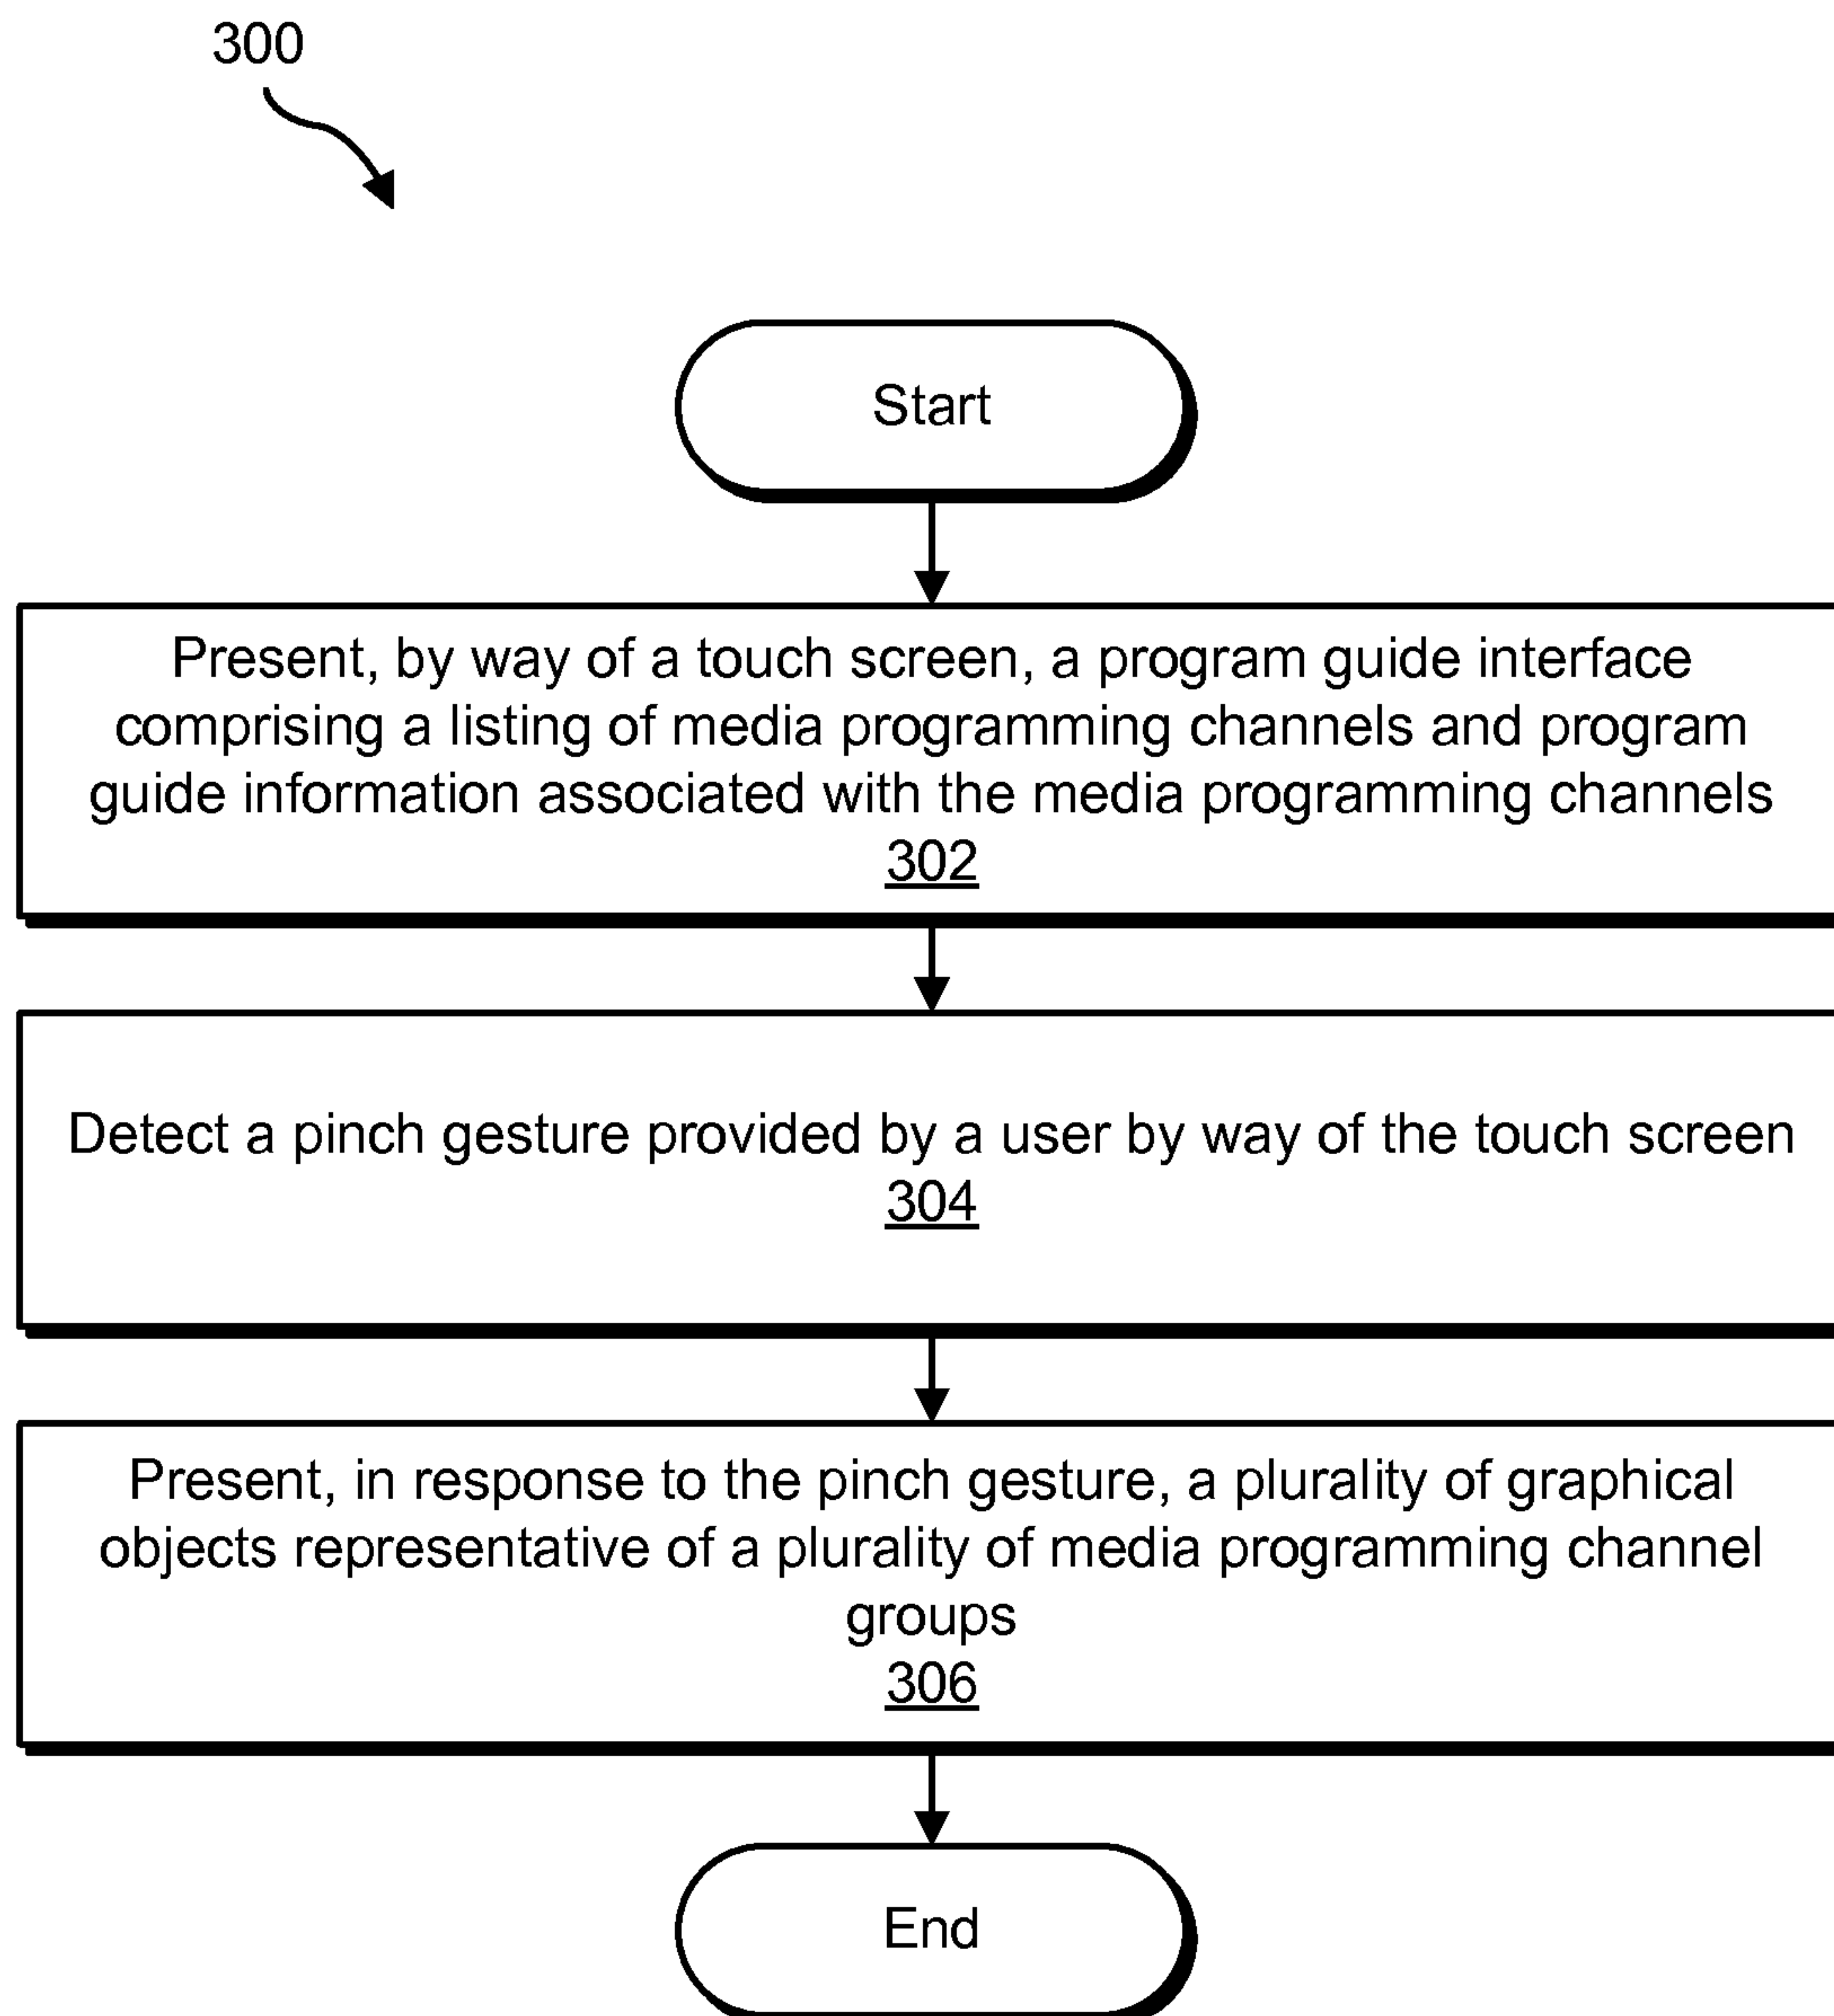 300
Start
Present, by way of a touch screen, a program guide interface
comprising a listing of media programming channels and program
guide information associated with the media programming channels
302
Detect a pinch gesture provided by a user by way of the touch screen
304
Present, in response to the pinch gesture, a plurality of graphical
objects representative of a plurality of media programming channel
groups
306
End